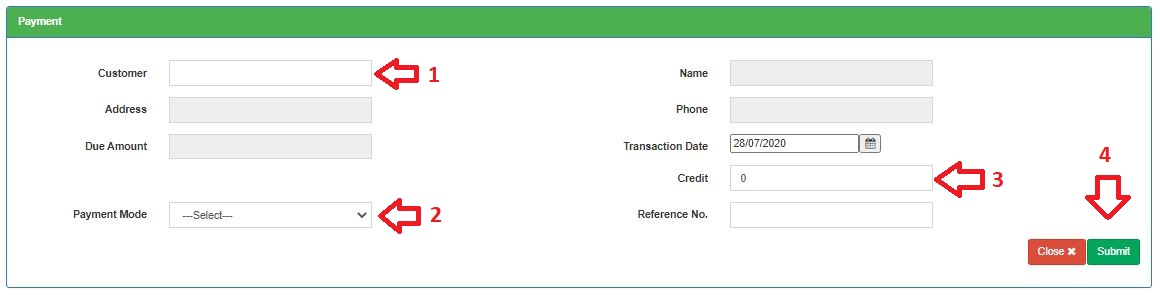 Payment
Customer 1 Name
Address Phone
Due Amount Transaction Date 28/07/2020
4
Credit 0 3
Payment Mode ---Select--- 2 Reference No.
Close ✖ Submit